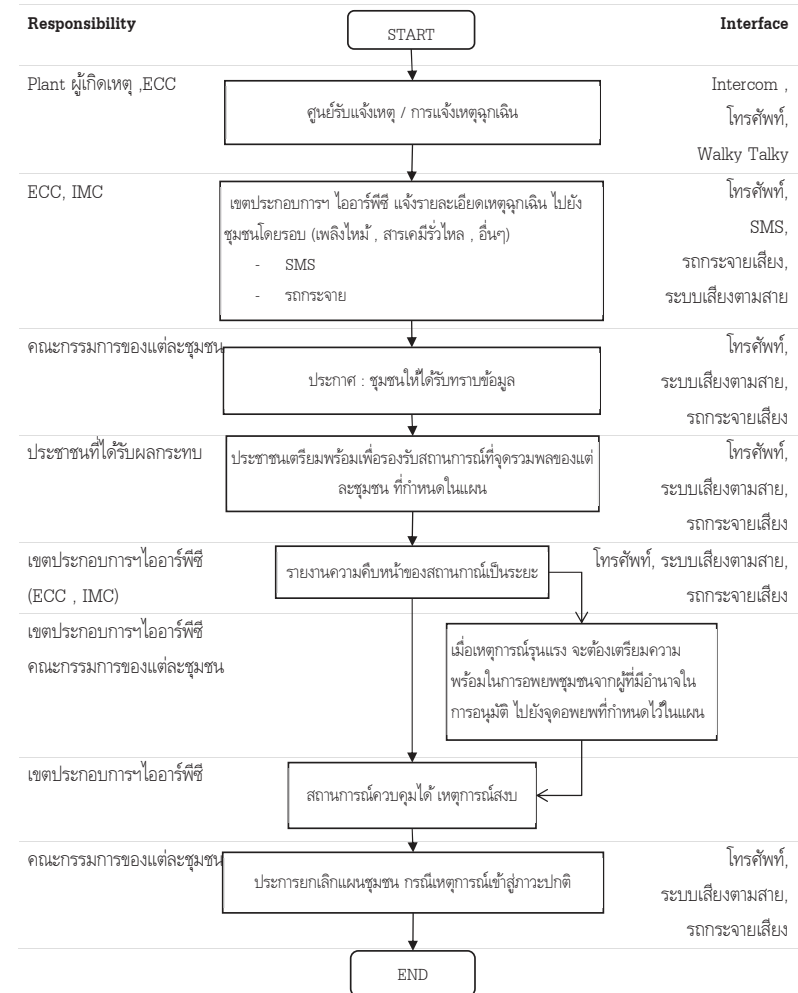 Responsibility START Interface
Plant ผู้เกิดเหตุ ,ECC
ศูนย์รับแจ้งเหตุ / การแจ้งเหตุฉุกเฉิน
Intercom ,
โทรศัพท์,
Walky Talky
ECC, IMC
เขตประกอบการฯ ไออาร์พีซี แจ้งรายละเอียดเหตุฉุกเฉิน ไปยัง
ชุมชนโดยรอบ (เพลิงไหม้ , สารเคมีรั่วไหล , อื่นๆ)
- SMS
- รถกระจาย
โทรศัพท์,
SMS,
รถกระจายเสียง,
ระบบเสียงตามสาย
คณะกรรมการของแต่ละชุมชน
ประกาศ : ชุมชนให้ได้รับทราบข้อมูล
โทรศัพท์,
ระบบเสียงตามสาย,
รถกระจายเสียง
ประชาชนที่ได้รับผลกระทบ
ประชาชนเตรียมพร้อมเพื่อรองรับสถานการณ์ที่จุดรวมพลของแต่
ละชุมชน ที่กำหนดในแผน
โทรศัพท์,
ระบบเสียงตามสาย,
รถกระจายเสียง
เขตประกอบการฯไออาร์พีซี
(ECC , IMC)
รายงานความคืบหน้าของสถานกาณ์เป็นระยะ
โทรศัพท์, ระบบเสียงตามสาย,
รถกระจายเสียง
เขตประกอบการฯไออาร์พีซี
คณะกรรมการของแต่ละชุมชน
เมื่อเหตุการณ์รุนแรง จะต้องเตรียมความ
พร้อมในการอพยพชุมชนจากผู้ที่มีอำนาจใน
การอนุมัติ ไปยังจุดอพยพที่กำหนดไว้ในแผน
เขตประกอบการฯไออาร์พีซี
สถานการณ์ควบคุมได้ เหตุการณ์สงบ
คณะกรรมการของแต่ละชุมชน
ประการยกเลิกแผนชุมชน กรณีเหตุการณ์เข้าสู่ภาวะปกติ
โทรศัพท์,
ระบบเสียงตามสาย,
รถกระจายเสียง
END